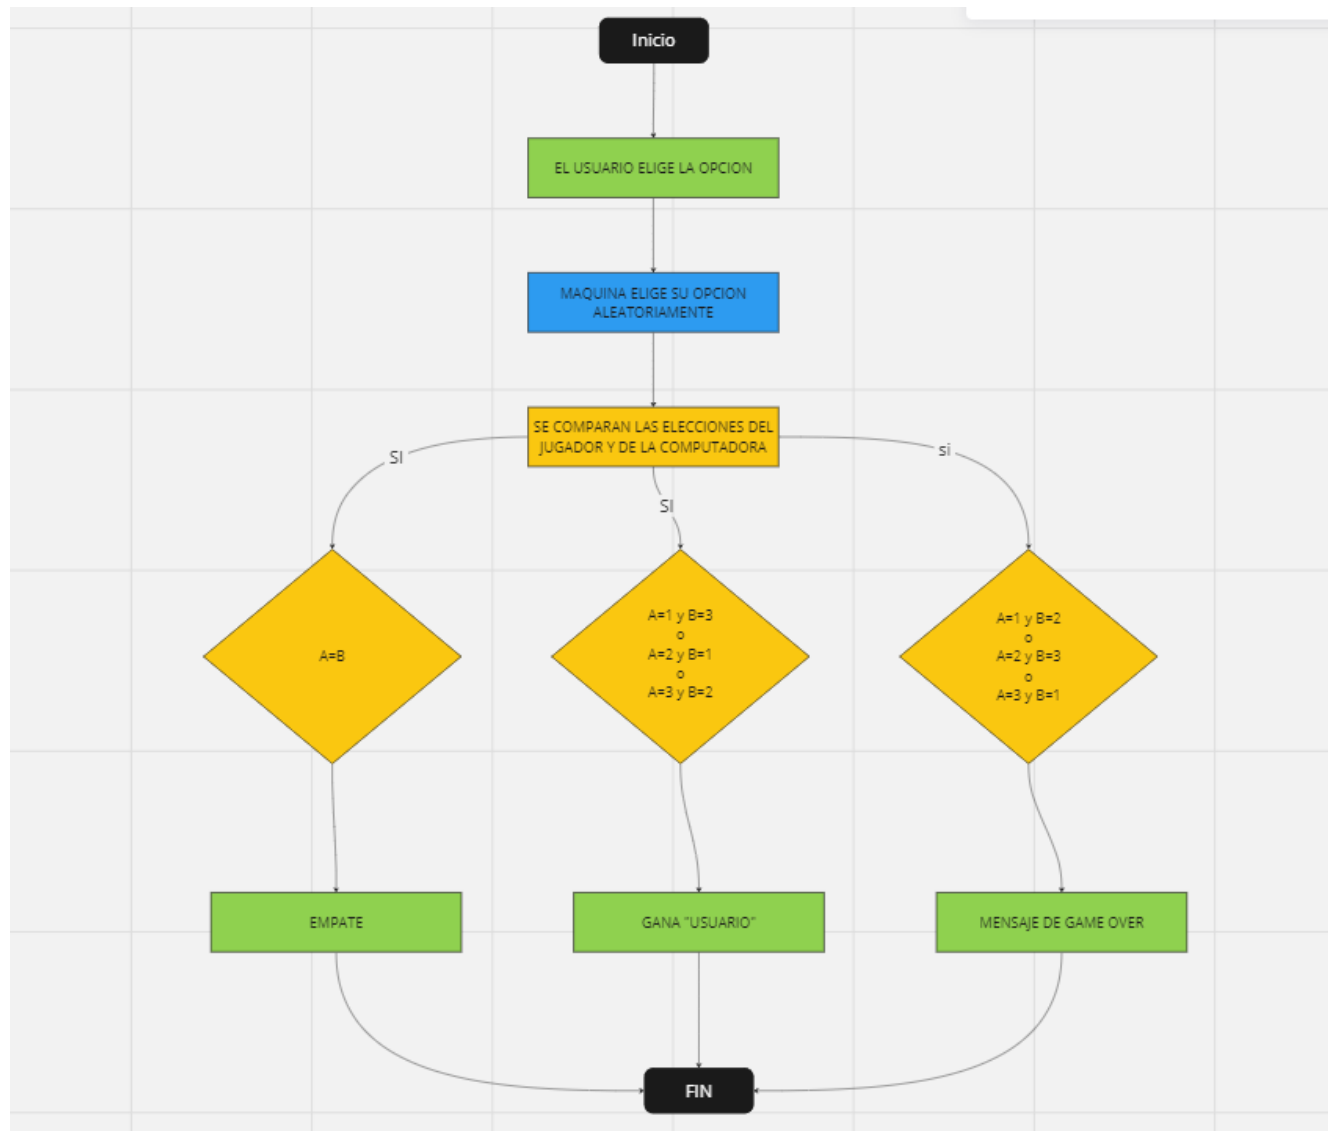 Inicio
EL USUARIO ELIGE LA OPCION
MAQUINA ELIGE SU OPCION
ALEATORIAMENTE
SE COMPARAN LAS ELECCIONES DEL
JUGADOR Y DE LA COMPUTADORA
SI
SI
si
A=B
A=1 y B=3
o
A=2 y B=1
o
A=3 y B=2
A=1 y B=2
o
A=2 y B=3
o
A=3 y B=1
EMPATE
GANA "USUARIO"
MENSAJE DE GAME OVER
FIN